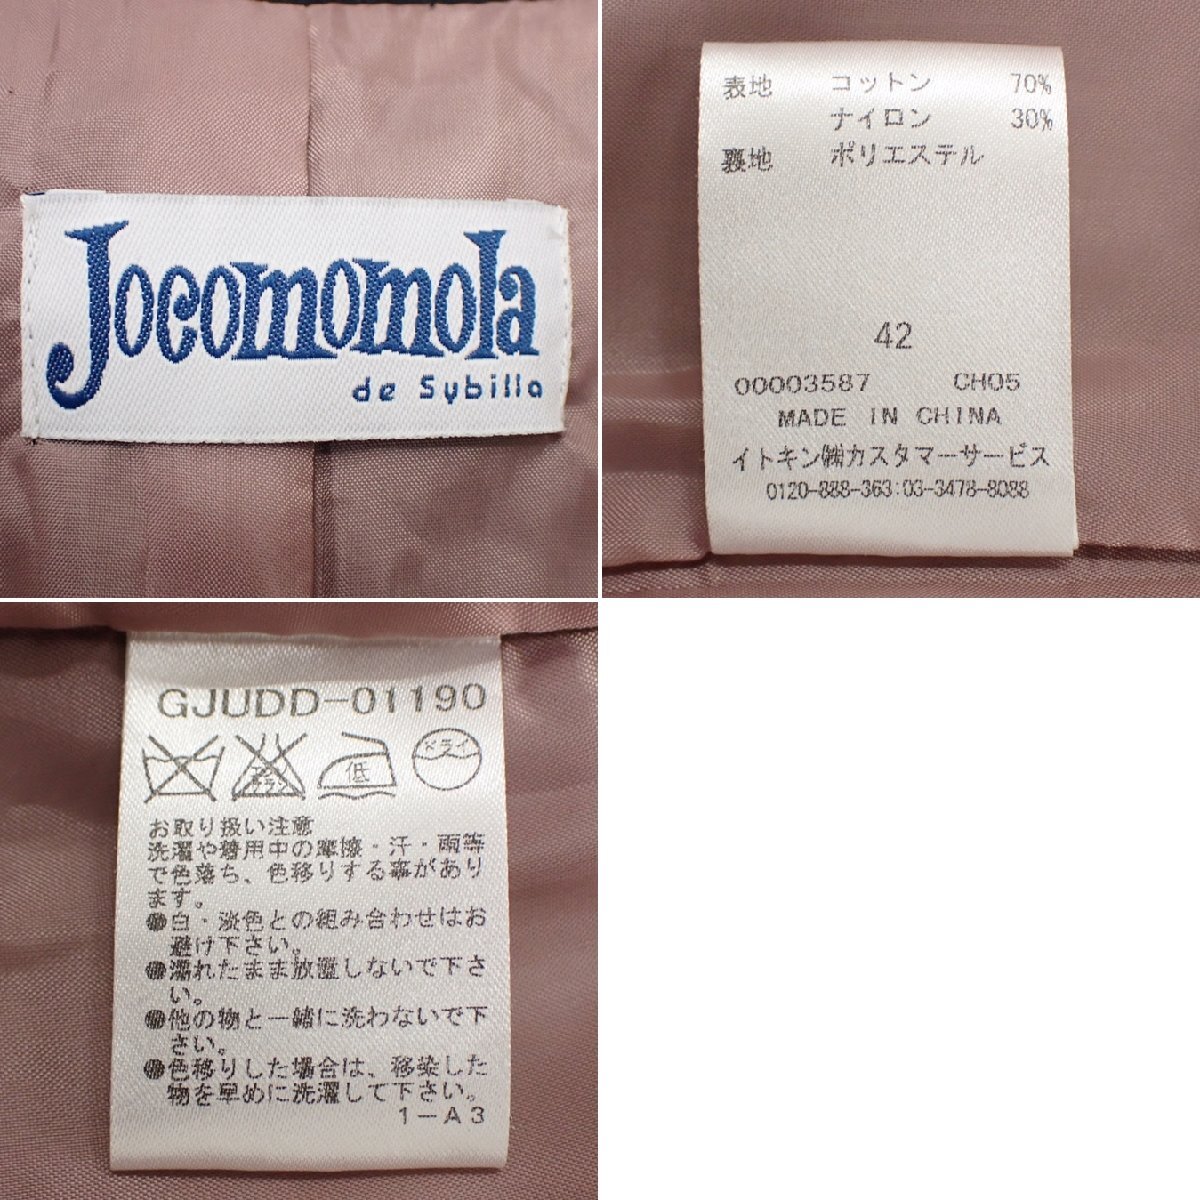 Jocomomola
de Sybilla
表地 コットン 70%
ナイロン 30%
裏地 ポリエステル
42
00003587 CH05
MADE IN CHINA
イトキン㈱カスタマーサービス
0120-888-363:03-3478-8088
GJUDD-01190
エンソ
サラシ
低
ドライ
お取り扱い注意
洗濯や着用中の摩擦・汗・雨等
で色落ち、色移りする事があり
ます。
●白・淡色との組み合わせはお
避け下さい。
●濡れたまま放置しないで下さ
い。
●他の物と一緒に洗わないで下
さい。
●色移りした場合は、移染した
物を早めに洗濯して下さい。
1-A3